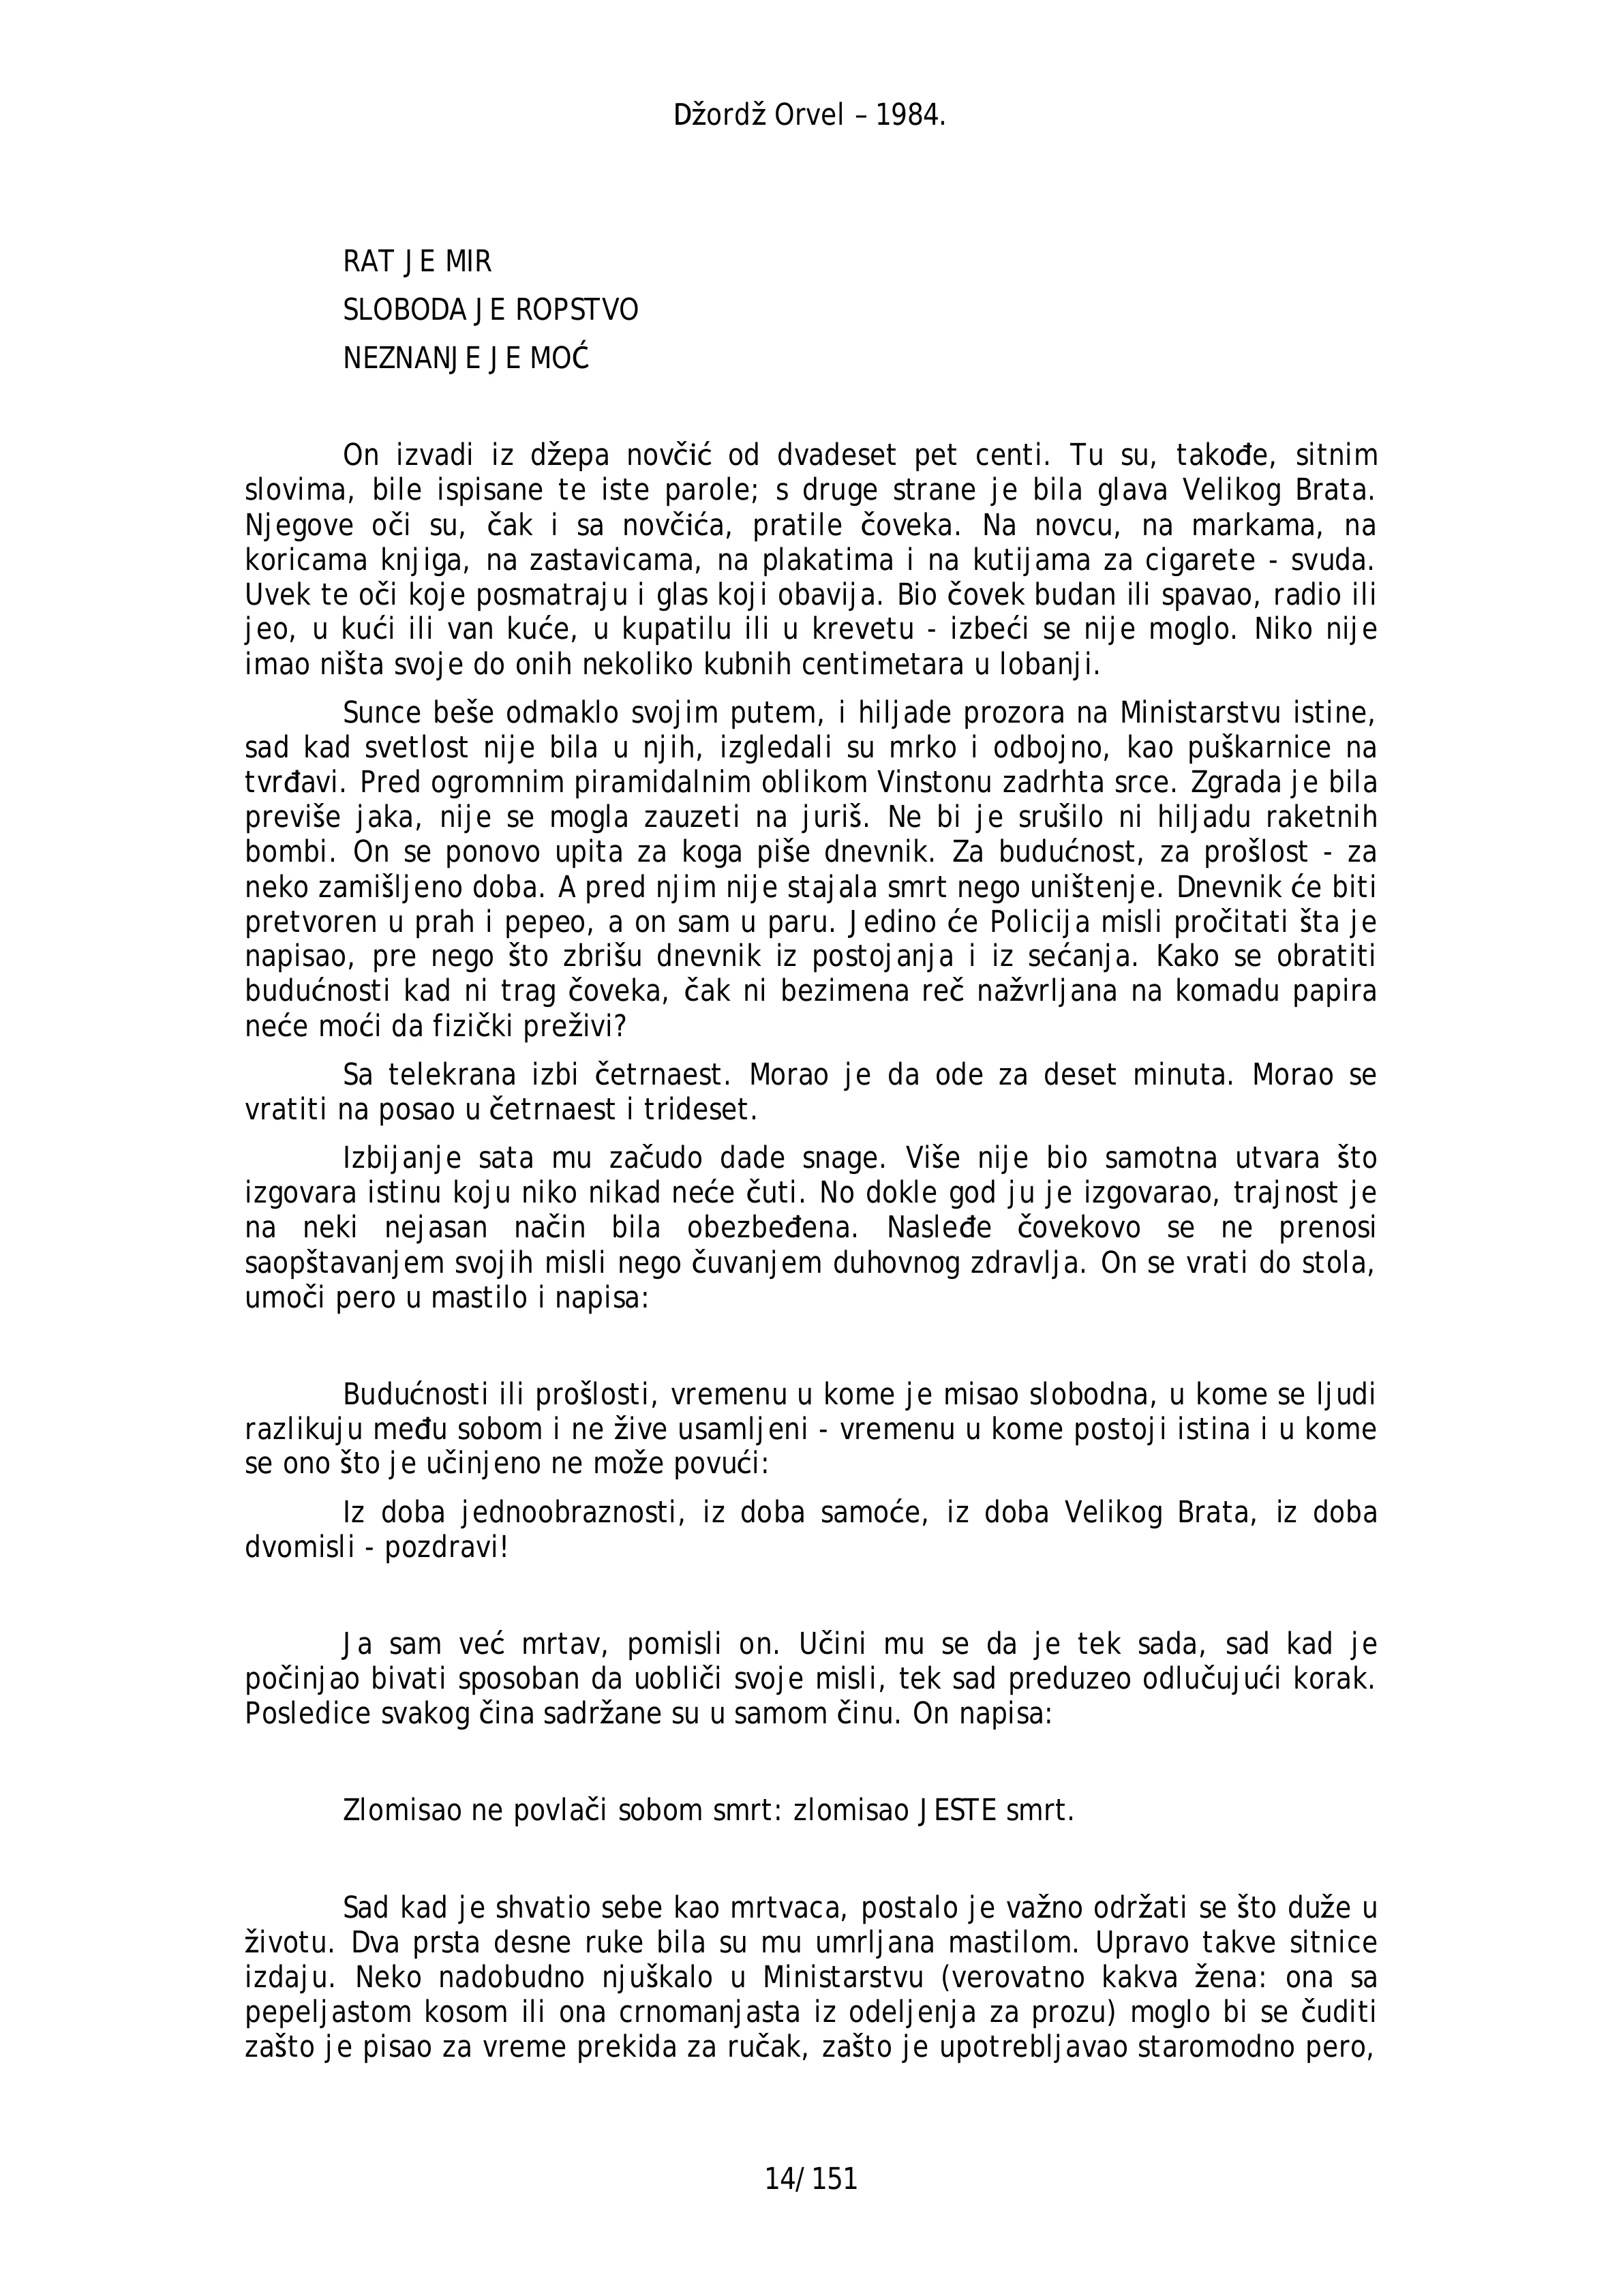 Džordž Orvel – 1984.
RAT JE MIR
SLOBODA JE ROPSTVO
NEZNANJE JE MOĆ
On izvadi iz džepa novčić od dvadeset pet centi. Tu su, takođe, sitnim
slovima, bile ispisane te iste parole; s druge strane je bila glava Velikog Brata.
Njegove oči su, čak i sa novčića, pratile čoveka. Na novcu, na markama, na
koricama knjiga, na zastavicama, na plakatima i na kutijama za cigarete - svuda.
Uvek te oči koje posmatraju i glas koji obavija. Bio čovek budan ili spavao, radio ili
jeo, u kući ili van kuće, u kupatilu ili u krevetu - izbeći se nije moglo. Niko nije
imao ništa svoje do onih nekoliko kubnih centimetara u lobanji.
Sunce beše odmaklo svojim putem, i hiljade prozora na Ministarstvu istine,
sad kad svetlost nije bila u njih, izgledali su mrko i odbojno, kao puškarnice na
tvrđavi. Pred ogromnim piramidalnim oblikom Vinstonu zadrhta srce. Zgrada je bila
previše jaka, nije se mogla zauzeti na juriš. Ne bi je srušilo ni hiljadu raketnih
bombi. On se ponovo upita za koga piše dnevnik. Za budućnost, za prošlost - za
neko zamišljeno doba. A pred njim nije stajala smrt nego uništenje. Dnevnik će biti
pretvoren u prah i pepeo, a on sam u paru. Jedino će Policija misli pročitati šta je
napisao, pre nego što zbrišu dnevnik iz postojanja i iz sećanja. Kako se obratiti
budućnosti kad ni trag čoveka, čak ni bezimena reč nažvrljana na komadu papira
neće moći da fizički preživi?
Sa telekrana izbi četrnaest. Morao je da ode za deset minuta. Morao se
vratiti na posao u četrnaest i trideset.
Izbijanje sata mu začudo dade snage. Više nije bio samotna utvara što
izgovara istinu koju niko nikad neće čuti. No dokle god ju je izgovarao, trajnost je
na neki nejasan način bila obezbeđena. Nasleđe čovekovo se ne prenosi
saopštavanjem svojih misli nego čuvanjem duhovnog zdravlja. On se vrati do stola,
umoči pero u mastilo i napisa:
Budućnosti ili prošlosti, vremenu u kome je misao slobodna, u kome se ljudi
razlikuju među sobom i ne žive usamljeni - vremenu u kome postoji istina i u kome
se ono što je učinjeno ne može povući:
Iz doba jednoobraznosti, iz doba samoće, iz doba Velikog Brata, iz doba
dvomisli - pozdravi!
Ja sam već mrtav, pomisli on. Učini mu se da je tek sada, sad kad je
počinjao bivati sposoban da uobliči svoje misli, tek sad preduzeo odlučujući korak.
Posledice svakog čina sadržane su u samom činu. On napisa:
Zlomisao ne povlači sobom smrt: zlomisao JESTE smrt.
Sad kad je shvatio sebe kao mrtvaca, postalo je važno održati se što duže u
životu. Dva prsta desne ruke bila su mu umrljana mastilom. Upravo takve sitnice
izdaju. Neko nadobudno njuškalo u Ministarstvu (verovatno kakva žena: ona sa
pepeljastom kosom ili ona crnomanjasta iz odeljenja za prozu) moglo bi se čuditi
zašto je pisao za vreme prekida za ručak, zašto je upotrebljavao staromodno pero,
14/151